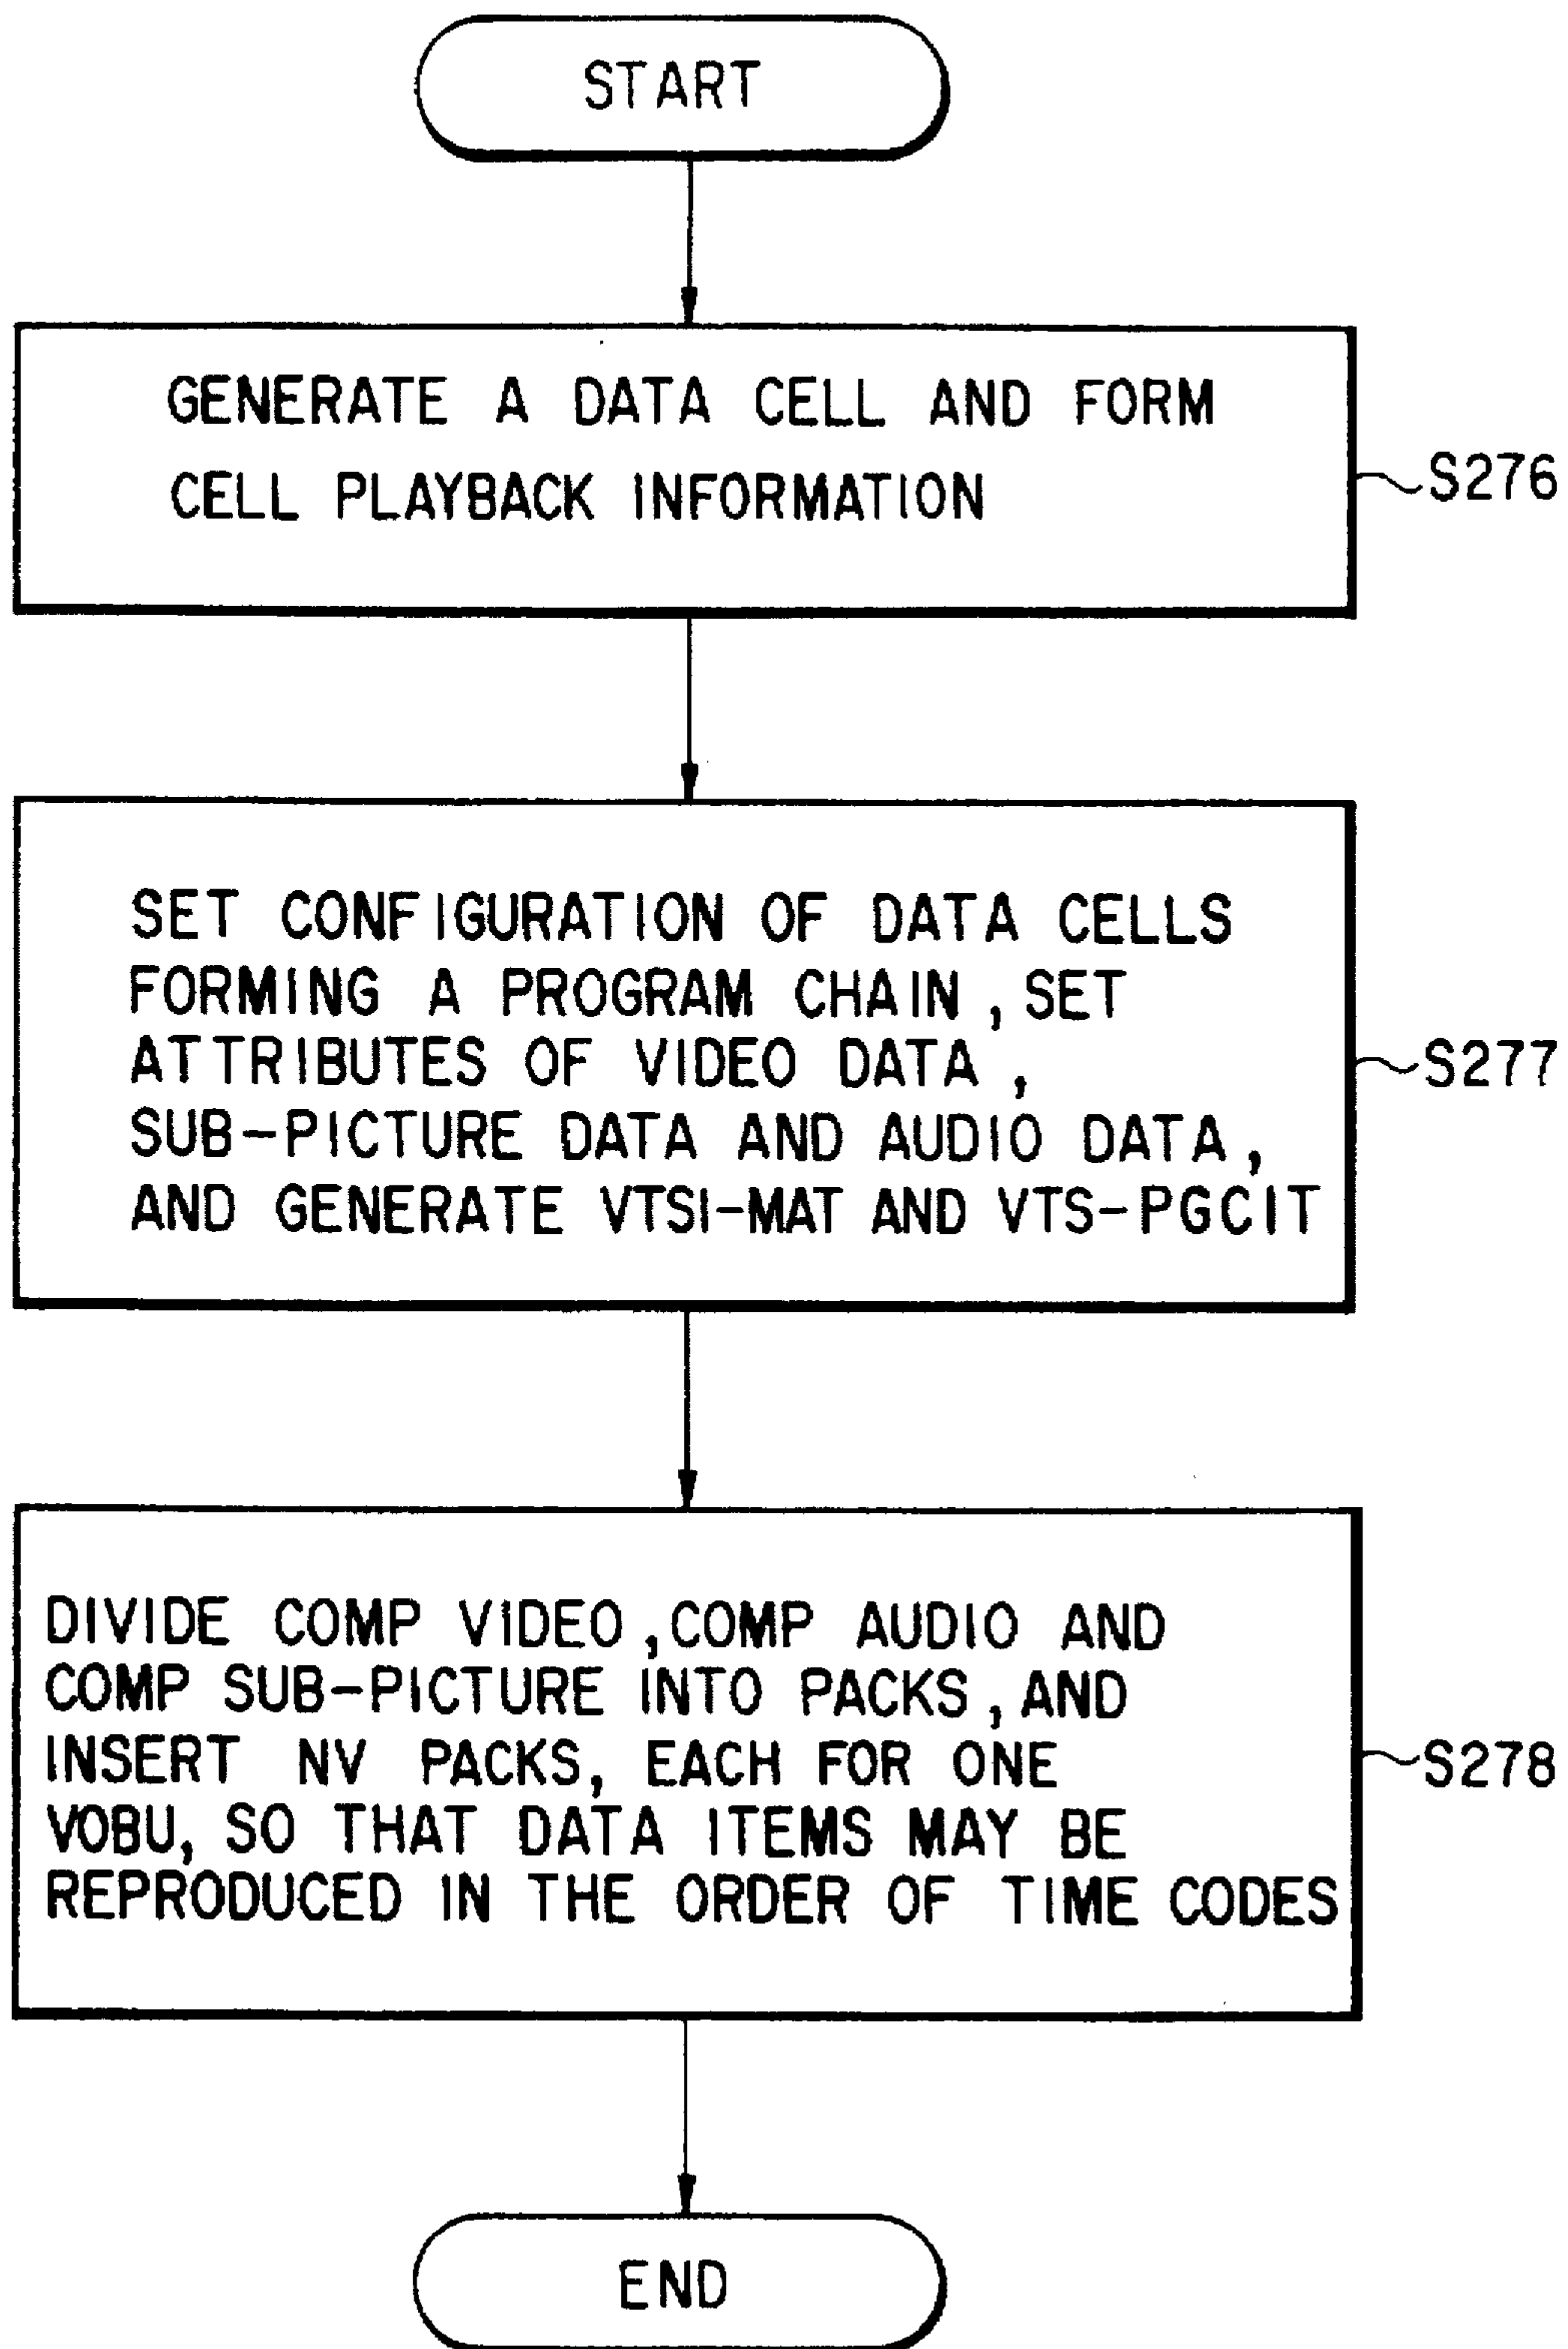 START
GENERATE A DATA CELL AND FORM
CELL PLAYBACK INFORMATION
S276
SET CONFIGURATION OF DATA CELLS
FORMING A PROGRAM CHAIN, SET
ATTRIBUTES OF VIDEO DATA,
SUB-PICTURE DATA AND AUDIO DATA,
AND GENERATE VTSI-MAT AND VTS-PGCIT
S277
DIVIDE COMP VIDEO, COMP AUDIO AND
COMP SUB-PICTURE INTO PACKS, AND
INSERT NV PACKS, EACH FOR ONE
VOBU, SO THAT DATA ITEMS MAY BE
REPRODUCED IN THE ORDER OF TIME CODES
S278
END